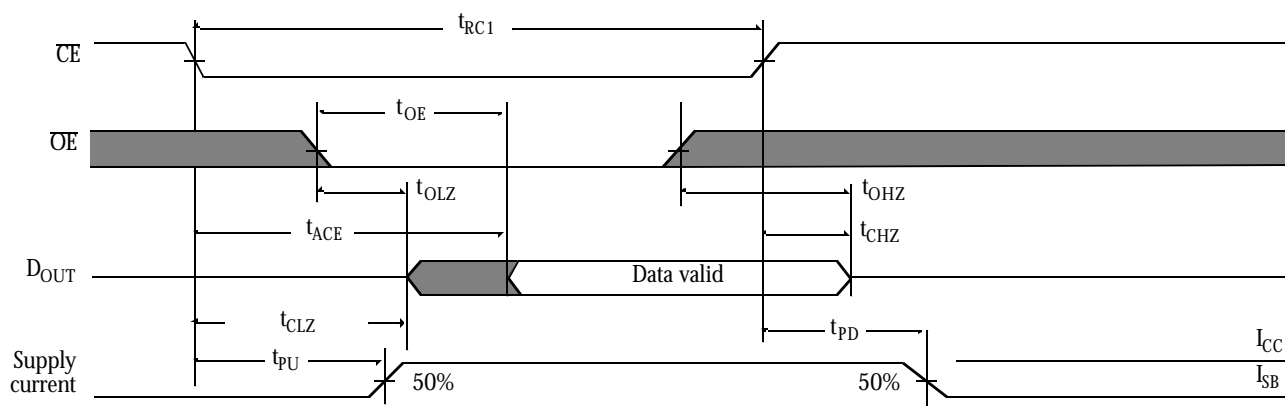 tRC1
CE
tOE
OE
tOLZ
tOHZ
tACE
tCHZ
DOUT
Data valid
tCLZ
tPD
tPU
ICC
Supply
current
50%
50%
ISB